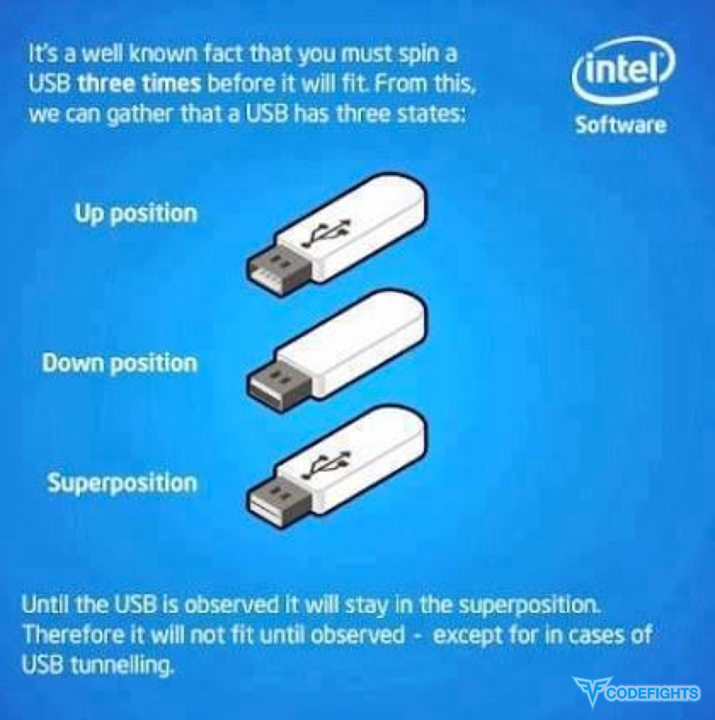 It's a well known fact that you must spin a
USB three times before it will fit. From this,
we can gather that a USB has three states:
intel
Software
Up position
Down position
Superposition
Until the USB is observed it will stay in the superposition.
Therefore it will not fit until observed - except for in cases of
USB tunnelling.
CODEFIGHTS